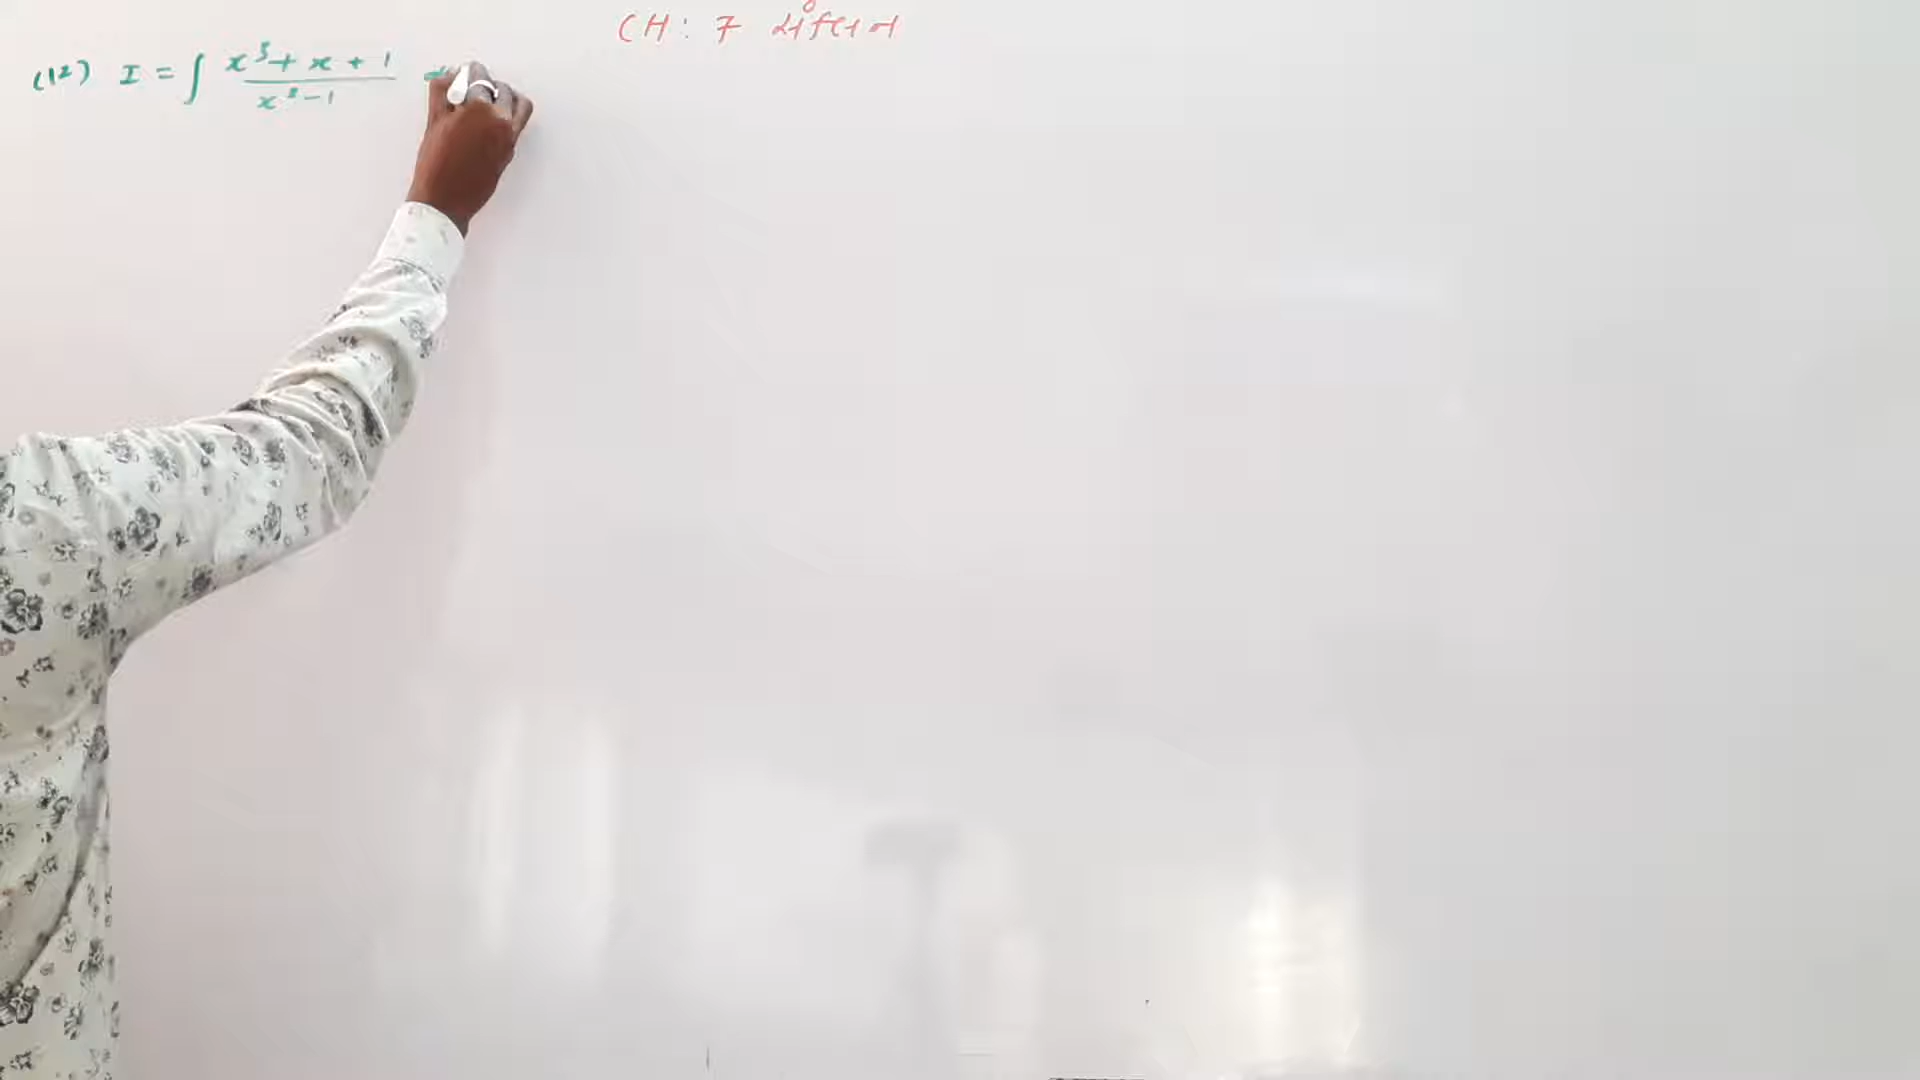 CH: 7 સંકલન
(12) I = ∫ x³ + x + 1 / x² - 1 d